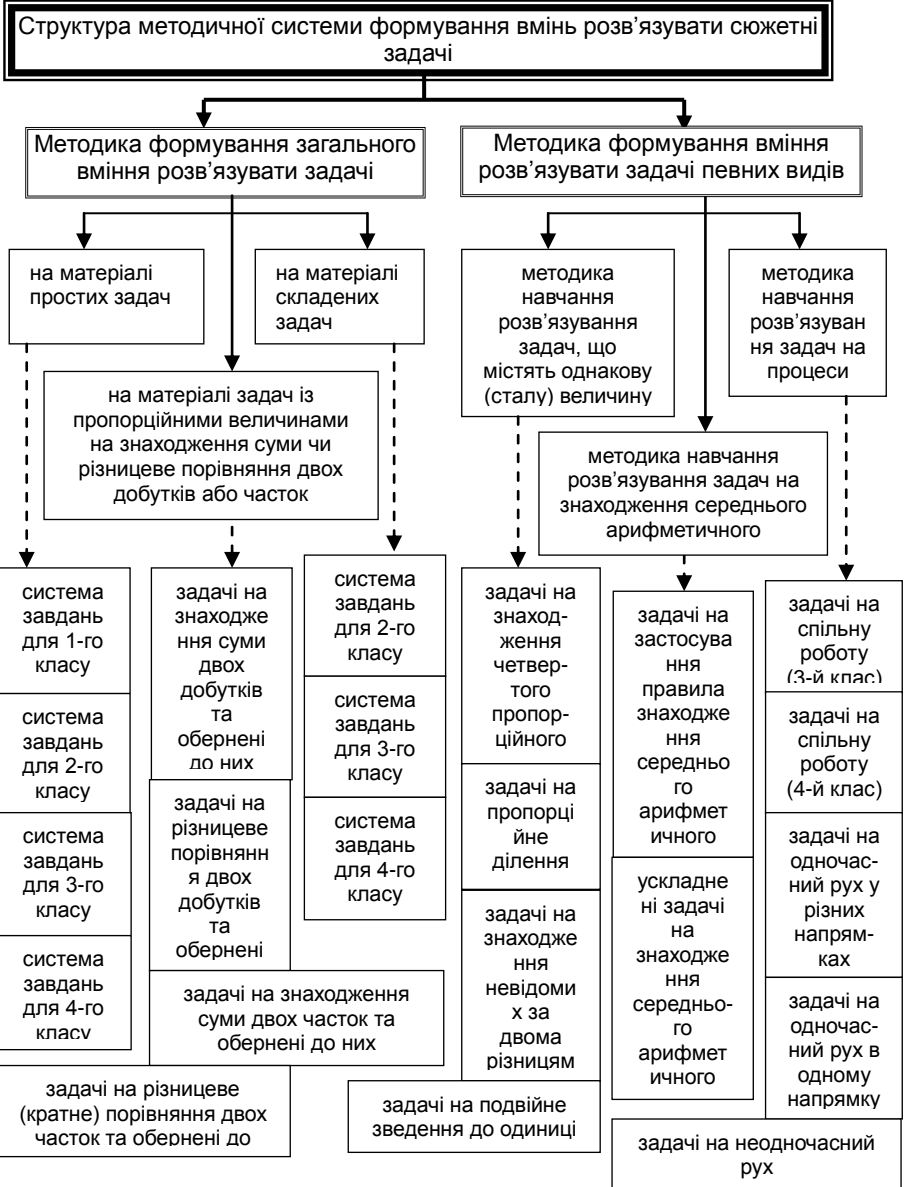 Структура методичної системи формування вмінь розв'язувати сюжетні
задачі
Методика формування загального
вміння розв'язувати задачі
Методика формування вміння
розв'язувати задачі певних видів
на матеріалі
простих задач
на матеріалі
складених
задач
методика
навчання
розв'язування
задач, що
містять однакову
(сталу) величину
методика
навчання
розв'язуван
ня задач на
процеси
на матеріалі задач із
пропорційними величинами
на знаходження суми чи
різницеве порівняння двох
добутків або часток
методика навчання
розв'язування задач на
знаходження середнього
арифметичного
система
завдань
для 1-го
класу
система
завдань
для 2-го
класу
система
завдань
для 3-го
класу
система
завдань
для 4-го
класу
задачі на
знаходже
ння суми
двох
добутків
та
обернені
до них
задачі на
різницеве
порівнянн
я двох
добутків
та
обернені
задачі на знаходження
суми двох часток та
обернені до них
задачі на різницеве
(кратне) порівняння двох
часток та обернені до
система
завдань
для 2-го
класу
система
завдань
для 3-го
класу
система
завдань
для 4-го
класу
задачі на
знаход-
ження
четвер-
того
пропор-
ційного
задачі на
пропорці
йне
ділення
задачі на
знаходже
ння
невідоми
х за
двома
різницям
задачі на подвійне
зведення до одиниці
задачі на
застосува
ння
правила
знаходже
ння
середньо
го
арифмет
ичного
ускладне
ні задачі
на
знаходже
ння
середньо-
го
арифмет
ичного
задачі на
спільну
роботу
(3-й клас)
задачі на
спільну
роботу
(4-й клас)
задачі на
одночас-
ний рух у
різних
напрям-
ках
задачі на
одночас-
ний рух в
одному
напрямку
задачі на неодночасний
рух